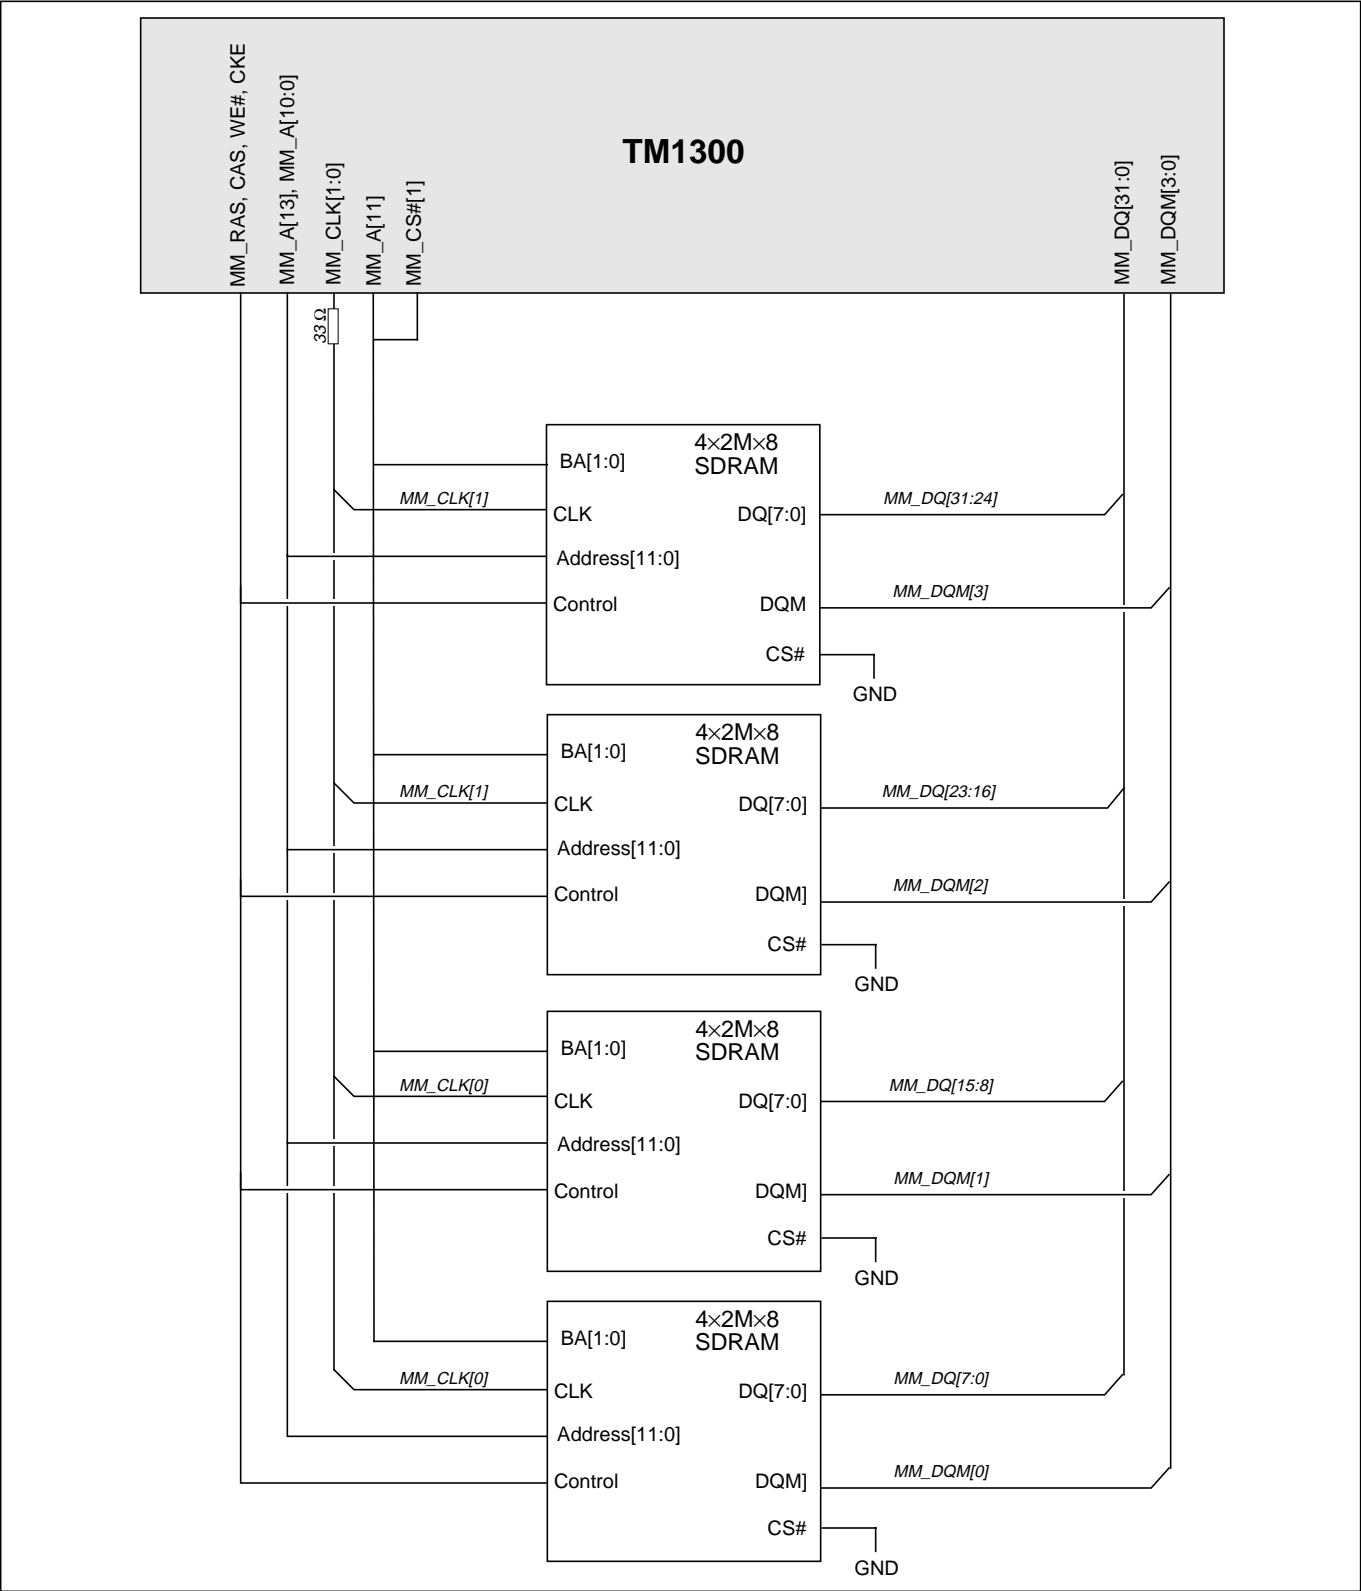 MM_RAS, CAS, WE#, CKE
MM_A[13], MM_A[10:0]
MM_CLK[1:0]
MM_A[11]
MM_CS#[1]
TM1300
MM_DQ[31:0]
MM_DQM[3:0]
33 Ω
4×2M×8
SDRAM
BA[1:0]
MM_CLK[1]
CLK
DQ[7:0]
MM_DQ[31:24]
Address[11:0]
Control
DQM
MM_DQM[3]
CS#
GND
4×2M×8
SDRAM
BA[1:0]
MM_CLK[1]
CLK
DQ[7:0]
MM_DQ[23:16]
Address[11:0]
Control
DQM]
MM_DQM[2]
CS#
GND
4×2M×8
SDRAM
BA[1:0]
MM_CLK[0]
CLK
DQ[7:0]
MM_DQ[15:8]
Address[11:0]
Control
DQM]
MM_DQM[1]
CS#
GND
4×2M×8
SDRAM
BA[1:0]
MM_CLK[0]
CLK
DQ[7:0]
MM_DQ[7:0]
Address[11:0]
Control
DQM]
MM_DQM[0]
CS#
GND